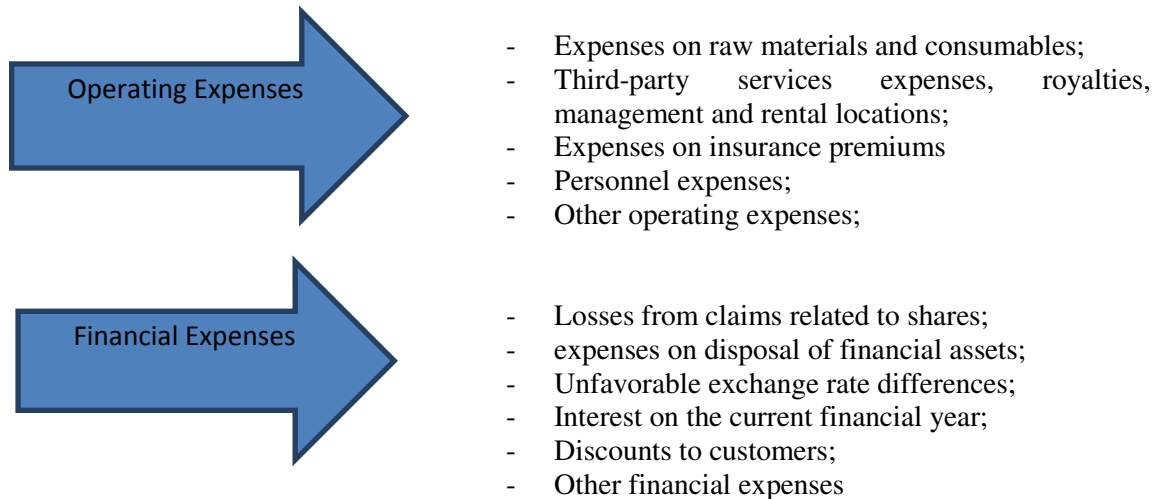 Operating Expenses
- Expenses on raw materials and consumables;
- Third-party services expenses, royalties,
management and rental locations;
- Expenses on insurance premiums
- Personnel expenses;
- Other operating expenses;
Financial Expenses
- Losses from claims related to shares;
- expenses on disposal of financial assets;
- Unfavorable exchange rate differences;
- Interest on the current financial year;
- Discounts to customers;
- Other financial expenses